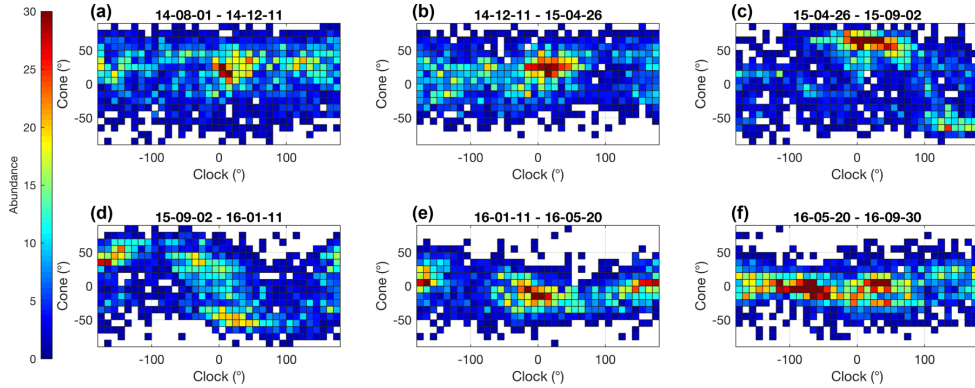 (a) 14-08-01 - 14-12-11
(b) 14-12-11 - 15-04-26
(c) 15-04-26 - 15-09-02
30
25
20
15
10
5
0
Abundance
50
0
-50
Cone (°)
-100 0 100
Clock (°)
50
0
-50
Cone (°)
-100 0 100
Clock (°)
50
0
-50
Cone (°)
-100 0 100
Clock (°)
(d) 15-09-02 - 16-01-11
(e) 16-01-11 - 16-05-20
(f) 16-05-20 - 16-09-30
50
0
-50
Cone (°)
-100 0 100
Clock (°)
50
0
-50
Cone (°)
-100 0 100
Clock (°)
50
0
-50
Cone (°)
-100 0 100
Clock (°)